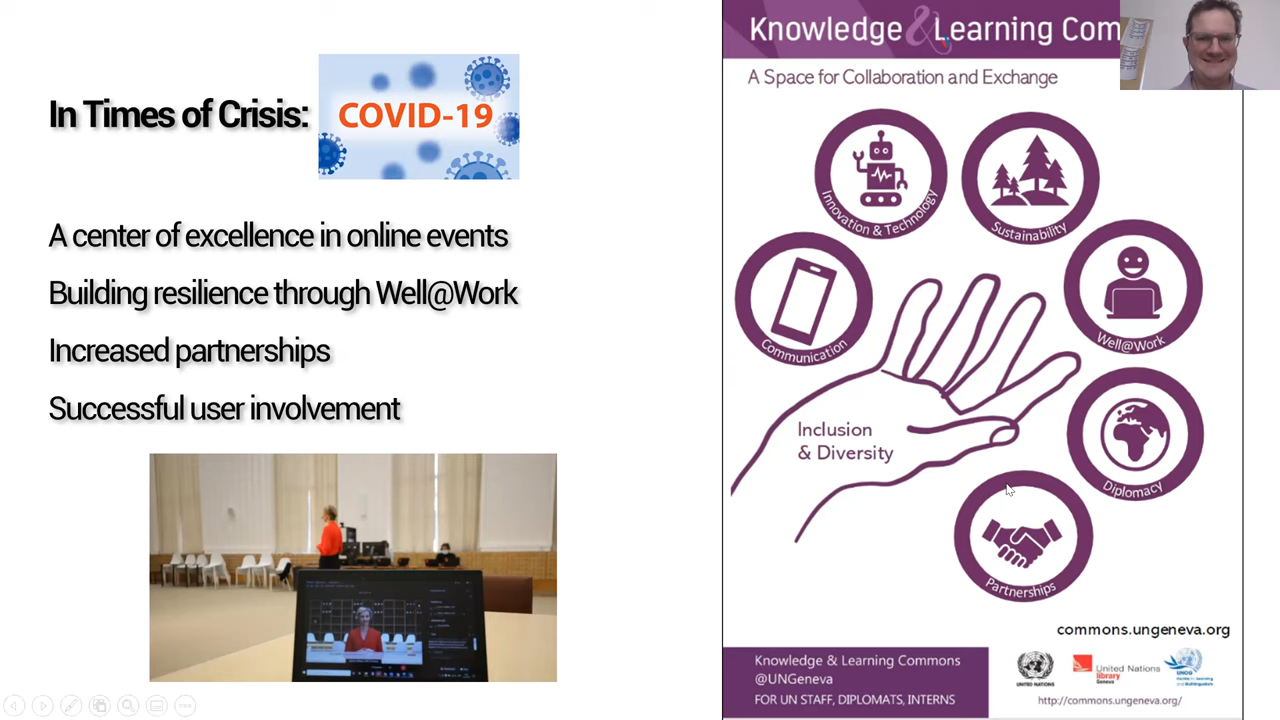 In Times of Crisis:
COVID-19
A center of excellence in online events
Building resilience through Well@Work
Increased partnerships
Successful user involvement
Knowledge & Learning Com
A Space for Collaboration and Exchange
Innovation & Technology
Sustainability
Communication
Well@Work
Inclusion
& Diversity
Diplomacy
Partnerships
commons.ungeneva.org
Knowledge & Learning Commons
@UNGeneva
FOR UN STAFF, DIPLOMATS, INTERNS
UNITED NATIONS
United Nations
library
Geneva
http://commons.ungeneva.org/